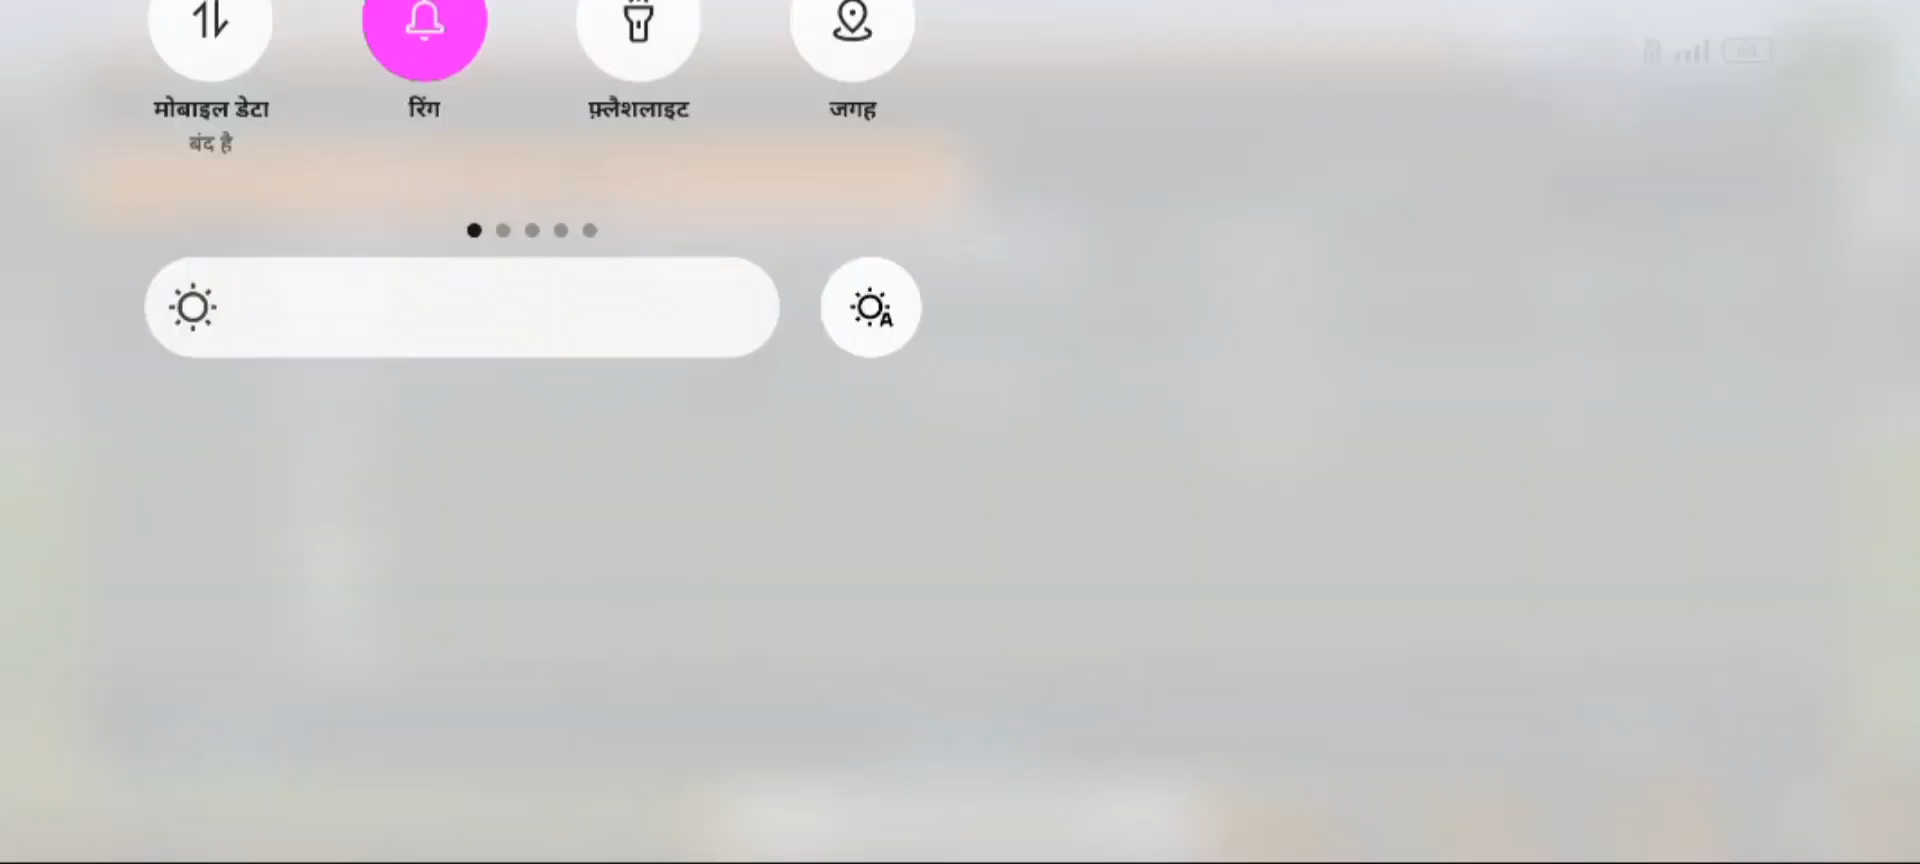 मोबाइल डेटा
बंद है
रिंग
फ़्लैशलाइट
जगह
A